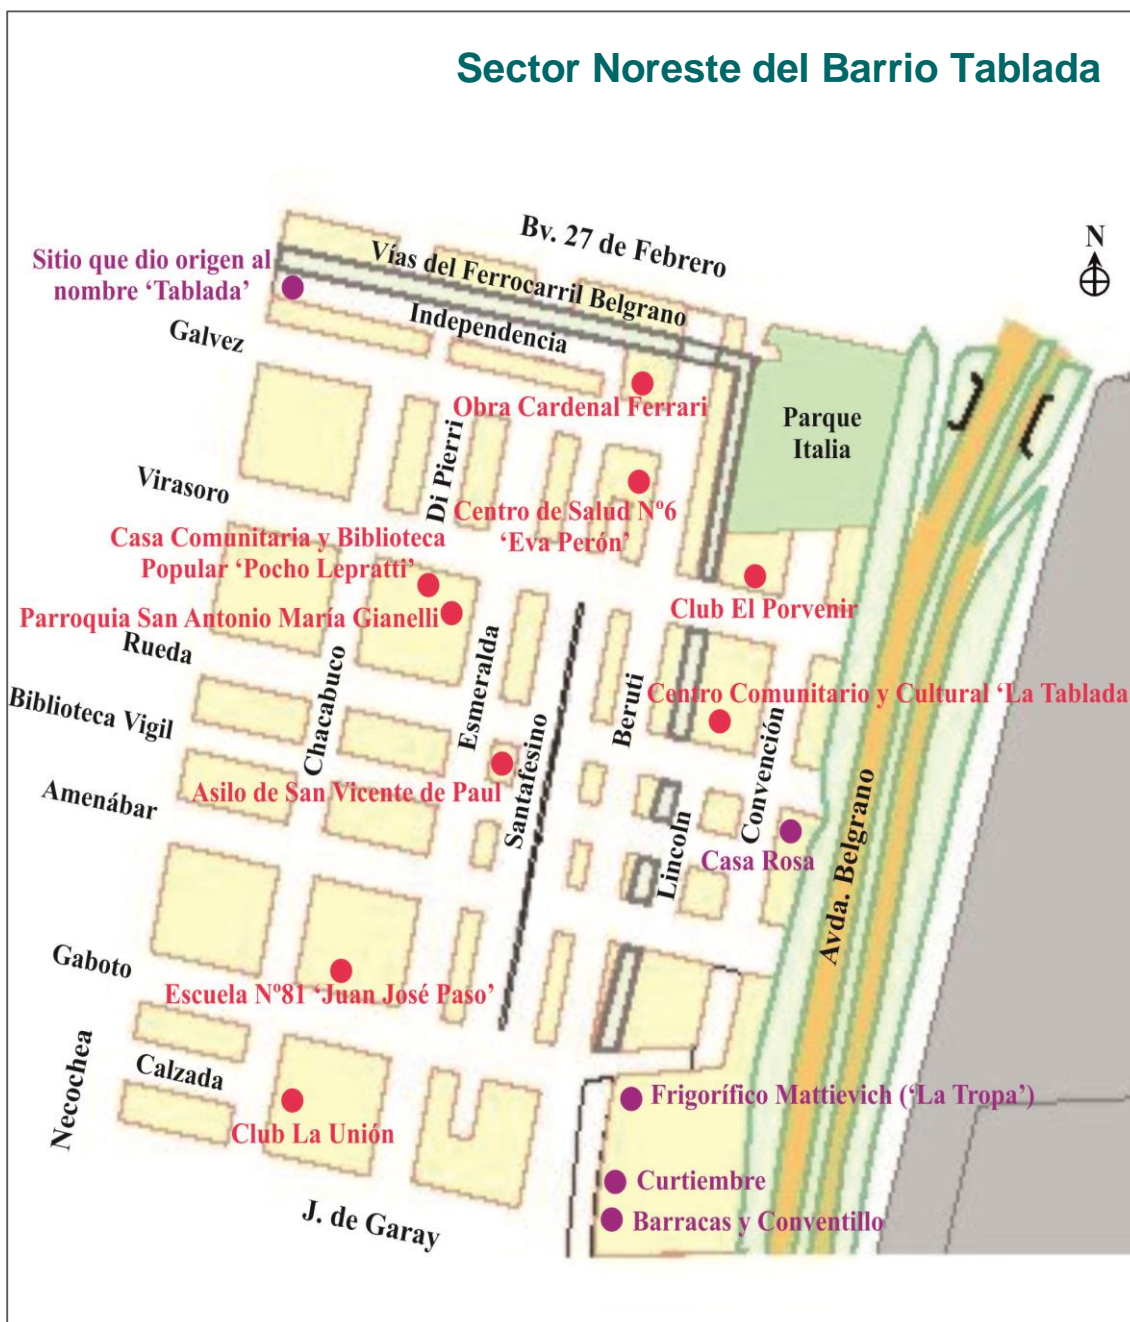 Sector Noreste del Barrio Tablada
Bv. 27 de Febrero
N
Sitio que dio origen al
nombre ‘Tablada’
Vías del Ferrocarril Belgrano
Independencia
Galvez
Obra Cardenal Ferrari
Parque
Italia
Di Pierri
Virasoro
Centro de Salud Nº6
‘Eva Perón’
Casa Comunitaria y Biblioteca
Popular ‘Pocho Lepratti’
Parroquia San Antonio María Gianelli
Club El Porvenir
Rueda
Chacabuco
Esmeralda
Beruti
Centro Comunitario y Cultural ‘La Tablada
Biblioteca Vigil
Santafesino
Convención
Asilo de San Vicente de Paul
Amenábar
Lincoln
Casa Rosa
Avda. Belgrano
Gaboto
Escuela Nº81 ‘Juan José Paso’
Necochea
Calzada
Frigorífico Mattievich (‘La Tropa’)
Club La Unión
Curtiembre
Barracas y Conventillo
J. de Garay